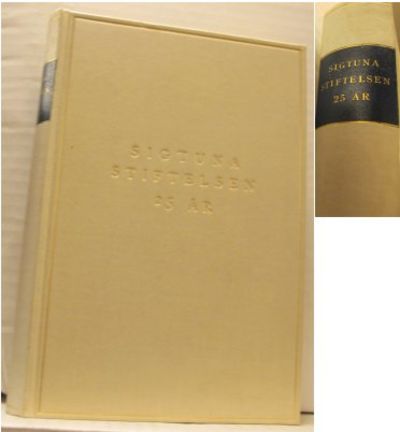 SIGTUNA
STIFTELSEN
25 ÅR
SIGTUNA
STIFTELSEN
25 ÅR